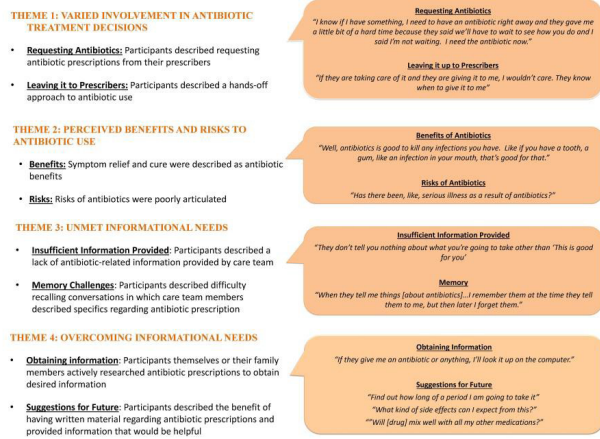 THEME 1: VARIED INVOLVEMENT IN ANTIBIOTIC
TREATMENT DECISIONS
• Requesting Antibiotics: Participants described requesting
antibiotic prescriptions from their prescribers
• Leaving it to Prescribers: Participants described a hands-off
approach to antibiotic use
Requesting Antibiotics
"I know if I have something, I need to have an antibiotic right away and they gave me
a little bit of a hard time because they said we'll have to wait to see how you do and I
said I'm not waiting. I need the antibiotic now."
Leaving it up to Prescribers
"If they are taking care of it and they are giving it to me, I wouldn't care. They know
when to give it to me"
THEME 2: PERCEIVED BENEFITS AND RISKS TO
ANTIBIOTIC USE
• Benefits: Symptom relief and cure were described as antibiotic
benefits
• Risks: Risks of antibiotics were poorly articulated
Benefits of Antibiotics
"Well, antibiotics is good to kill any infections you have. Like if you have a tooth, a
gum, like an infection in your mouth, that's good for that."
Risks of Antibiotics
"Has there been, like, serious illness as a result of antibiotics?"
THEME 3: UNMET INFORMATIONAL NEEDS
• Insufficient Information Provided: Participants described a
lack of antibiotic-related information provided by care team
• Memory Challenges: Participants described difficulty
recalling conversations in which care team members
described specifics regarding antibiotic prescription
Insufficient Information Provided
"They don't tell you nothing about what you're going to take other than 'This is good
for you'
Memory
"When they tell me things [about antibiotics]...I remember them at the time they tell
them to me, but then later I forget them."
THEME 4: OVERCOMING INFORMATIONAL NEEDS
• Obtaining information: Participants themselves or their family
members actively researched antibiotic prescriptions to obtain
desired information
• Suggestions for Future: Participants described the benefit of
having written material regarding antibiotic prescriptions and
provided information that would be helpful
Obtaining Information
"If they give me an antibiotic or anything, I'll look it up on the computer."
Suggestions for Future
"Find out how long of a period I am going to take it"
"What kind of side effects can I expect from this?"
""Will [drug] mix well with all my other medications?"